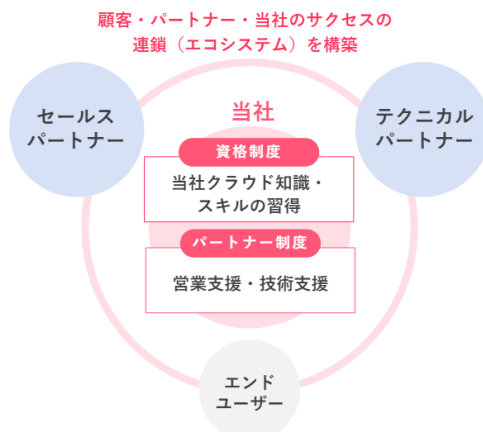 顧客・パートナー・当社のサクセスの
連鎖（エコシステム）を構築
セールス
パートナー
テクニカル
パートナー
当社
資格制度
当社クラウド知識・
スキルの習得
パートナー制度
営業支援・技術支援
エンド
ユーザー